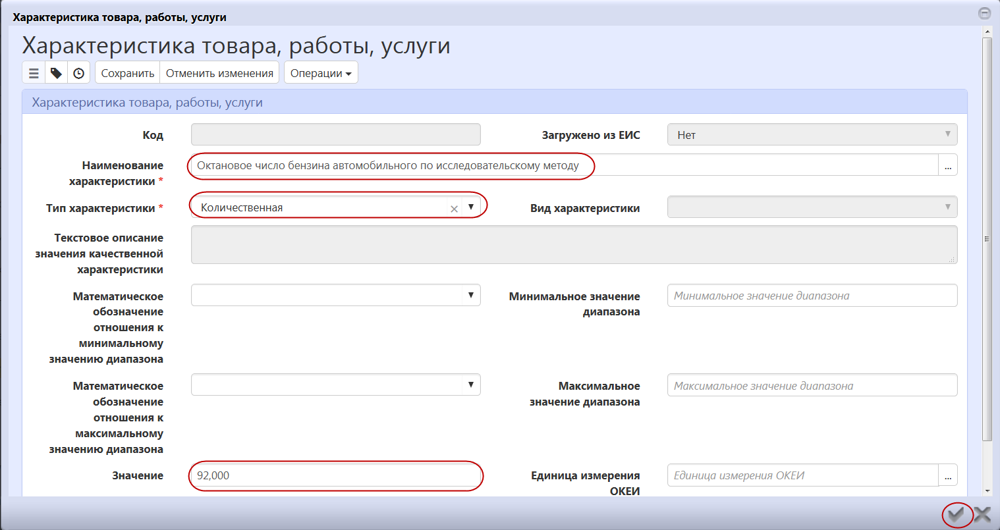 Характеристика товара, работы, услуги
Характеристика товара, работы, услуги
Сохранить Отменить изменения Операции
Характеристика товара, работы, услуги
Код
Загружено из ЕИС Нет
Наименование
характеристики *
Октановое число бензина автомобильного по исследовательскому методу ...
Тип характеристики * Количественная
Вид характеристики
Текстовое описание
значения качественной
характеристики
Математическое
обозначение
отношения к
минимальному
значению диапазона
Минимальное значение
диапазона
Минимальное значение диапазона
Математическое
обозначение
отношения к
максимальному
значению диапазона
Максимальное
значение диапазона
Максимальное значение диапазона
Значение 92,000
Единица измерения
ОКЕИ
Единица измерения ОКЕИ ...